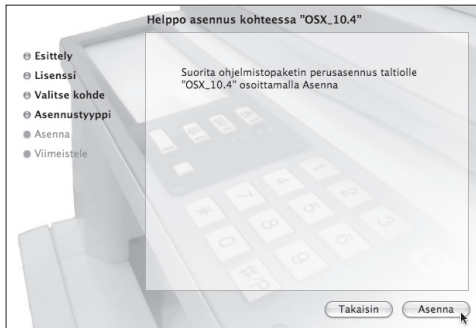 Helppo asennus kohteessa "OSX_10.4"
Esittely
Lisenssi
Valitse kohde
Asennustyyppi
Asenna
Viimeistele
Suorita ohjelmistopaketin perusasennus taltiolle
"OSX_10.4" osoittamalla Asenna
Takaisin
Asenna